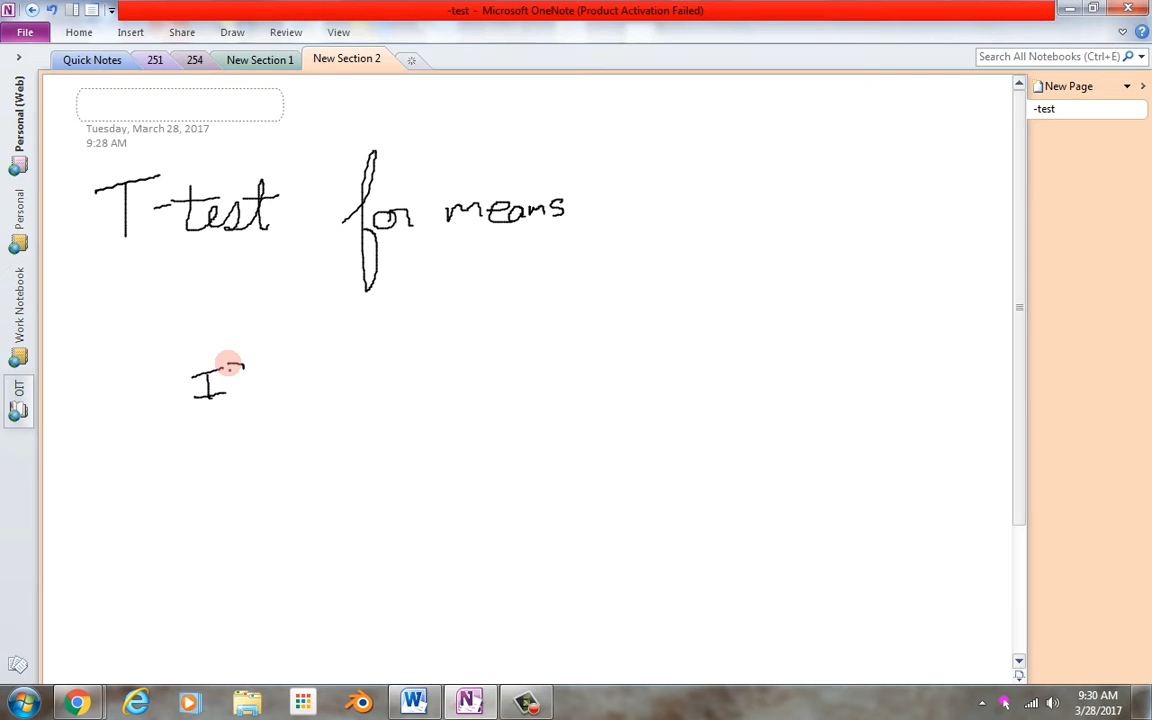 -test - Microsoft OneNote (Product Activation Failed)
File Home Insert Share Draw Review View
Quick Notes 251 254 New Section 1 New Section 2
Search All Notebooks (Ctrl+E)
New Page
-test
Personal (Web)
Personal
Work Notebook
OIT
Tuesday, March 28, 2017
9:28 AM
T-test for means
I
9:30 AM
3/28/2017